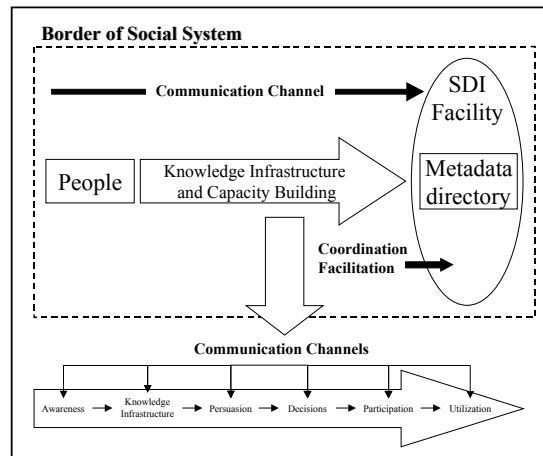 Border of Social System
SDI
Facility
Communication Channel
People
Knowledge Infrastructure
and Capacity Building
Metadata
directory
Coordination
Facilitation
Communication Channels
Awareness
Knowledge
Infrastructure
Persuasion
Decisions
Participation
Utilization